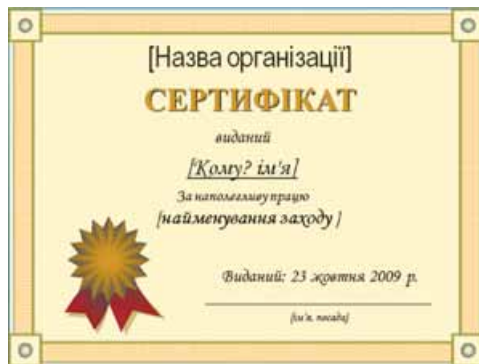 [Назва організації]
СЕРТИФІКАТ
виданий
[Кому? ім'я]
За наполегливу працю
[найменування заходу ]
Виданий: 23 жовтня 2009 р.
[ім'я, посада]